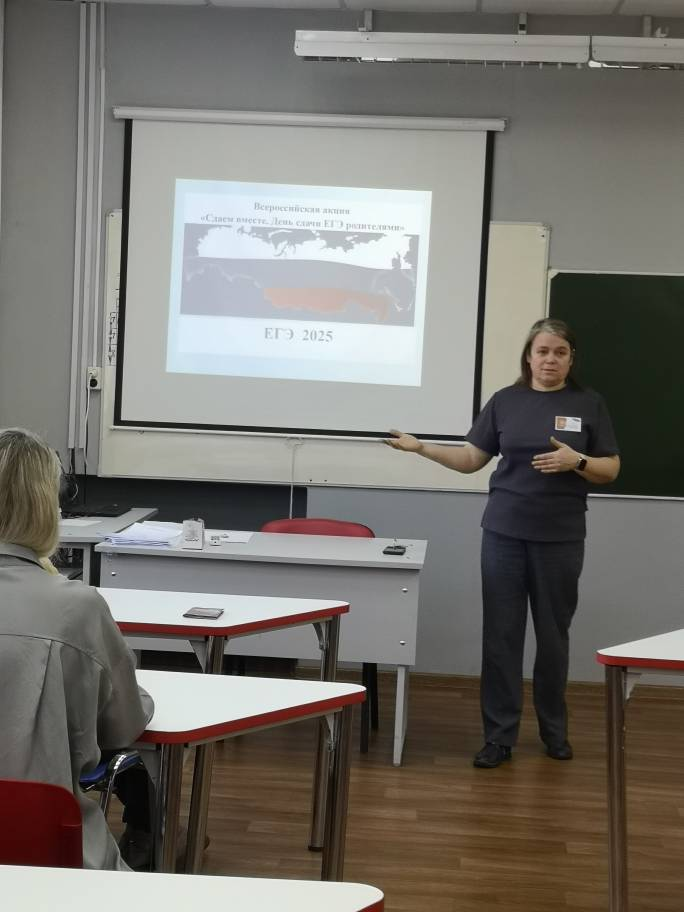 Всероссийская акция
«Сдаем вместе. День сдачи ЕГЭ родителями»
ЕГЭ 2025